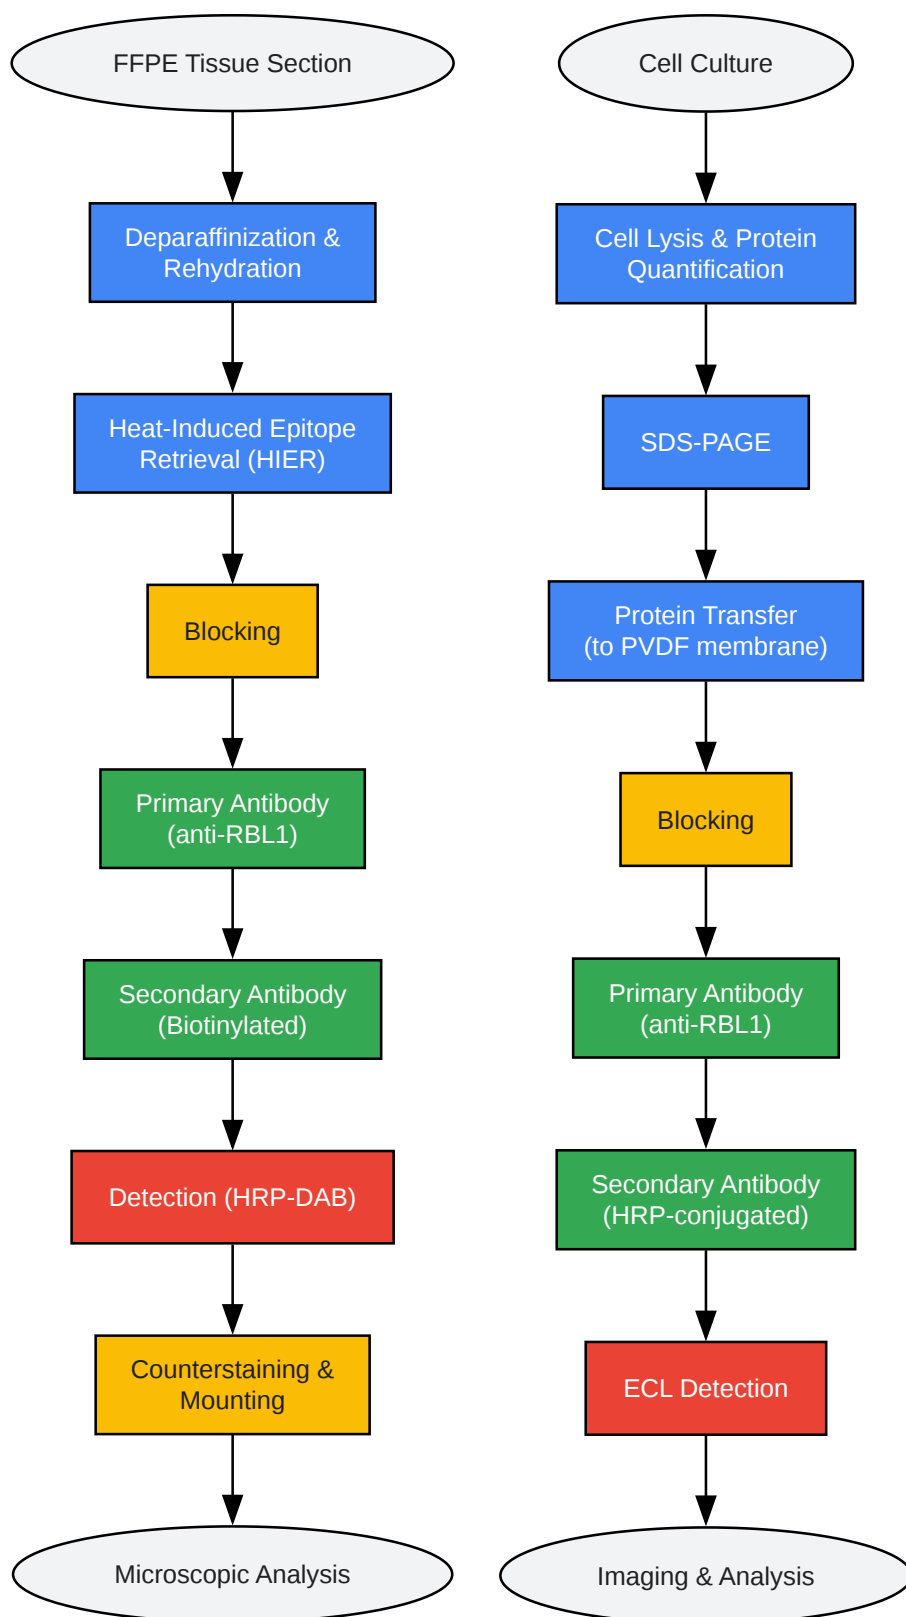 FFPE Tissue Section
Deparaffinization &
Rehydration
Heat-Induced Epitope
Retrieval (HIER)
Blocking
Primary Antibody
(anti-RBL1)
Secondary Antibody
(Biotinylated)
Detection (HRP-DAB)
Counterstaining &
Mounting
Microscopic Analysis
Cell Culture
Cell Lysis & Protein
Quantification
SDS-PAGE
Protein Transfer
(to PVDF membrane)
Blocking
Primary Antibody
(anti-RBL1)
Secondary Antibody
(HRP-conjugated)
ECL Detection
Imaging & Analysis